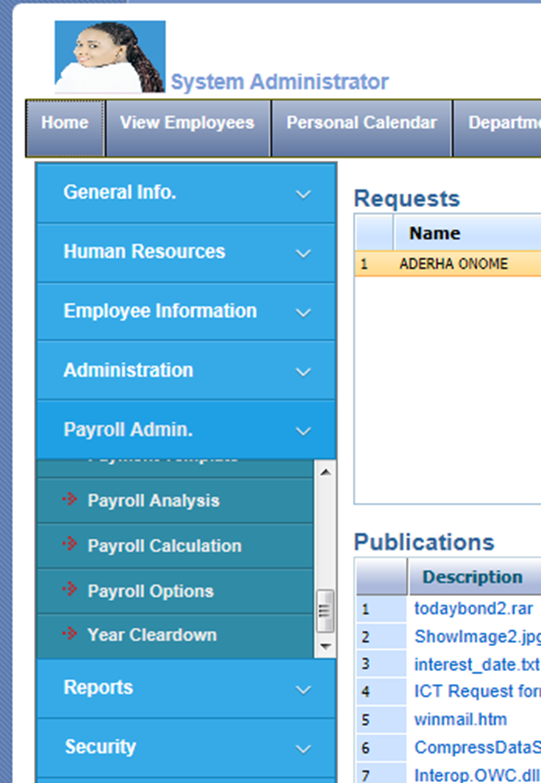 System Administrator
Home View Employees Personal Calendar Departme
General Info.
Human Resources
Employee Information
Administration
Payroll Admin.
Payroll Analysis
Payroll Calculation
Payroll Options
Year Cleardown
Reports
Security
Requests
Name
1 ADERHA ONOME
Publications
Description
1 todaybond2.rar
2 ShowImage2.jpg
3 interest_date.txt
4 ICT Request for
5 winmail.htm
6 CompressDataS
7 Interop.OWC.dll